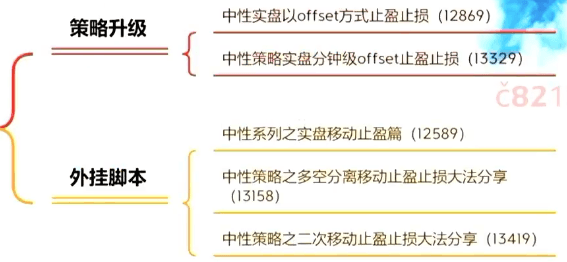 策略升级
中性实盘以offset方式止盈止损（12869）
中性策略实盘分钟级offset止盈止损（13329）
č821
外挂脚本
中性系列之实盘移动止盈篇（12589）
中性策略之多空分离移动止盈止损大法分享
（13158）
中性策略之二次移动止盈止损大法分享（13419）